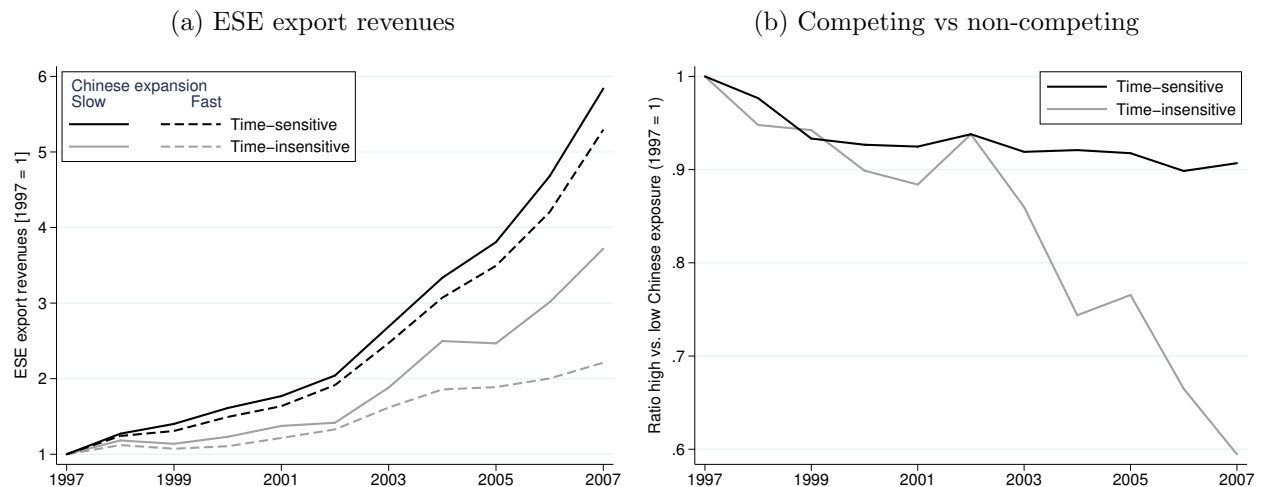 (a) ESE export revenues
ESE export revenues [1997 = 1]
6
5
4
3
2
1
Chinese expansion
Slow Fast
Time−sensitive
Time−insensitive
1997 1999 2001 2003 2005 2007
(b) Competing vs non-competing
Ratio high vs. low Chinese exposure (1997 = 1)
1
.9
.8
.7
.6
Time−sensitive
Time−insensitive
1997 1999 2001 2003 2005 2007